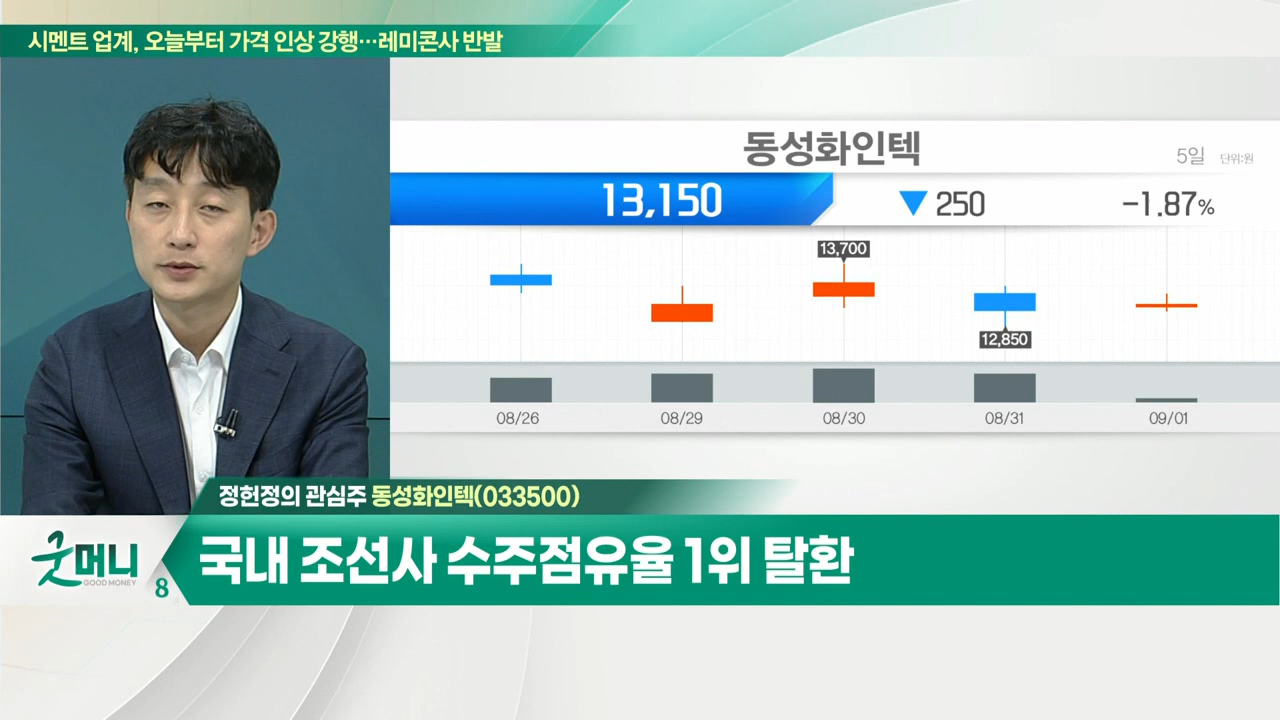 시멘트 업계, 오늘부터 가격 인상 강행…레미콘사 반발
동성화인텍
5일 단위:원
13,150 ▼ 250 -1.87%
13,700
12,850
08/26 08/29 08/30 08/31 09/01
정헌정의 관심주 동성화인텍(033500)
국내 조선사 수주점유율 1위 탈환
굿머니
GOOD MONEY
8